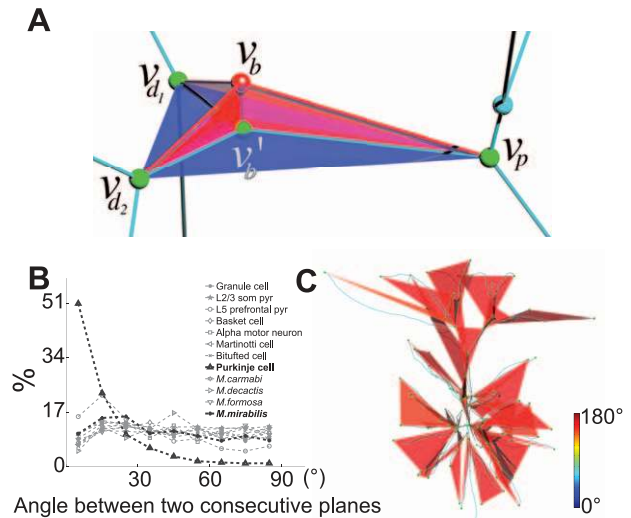 A
v_d1
v_b
v_b'
v_p
v_d2
B
51
34
17
0
%
0
30
60
90
(°)
Angle between two consecutive planes
Granule cell
L2/3 som pyr
L5 prefrontal pyr
Basket cell
Alpha motor neuron
Martinotti cell
Bitufted cell
Purkinje cell
M.carmabi
M.decactis
M.formosa
M.mirabilis
C
180°
0°